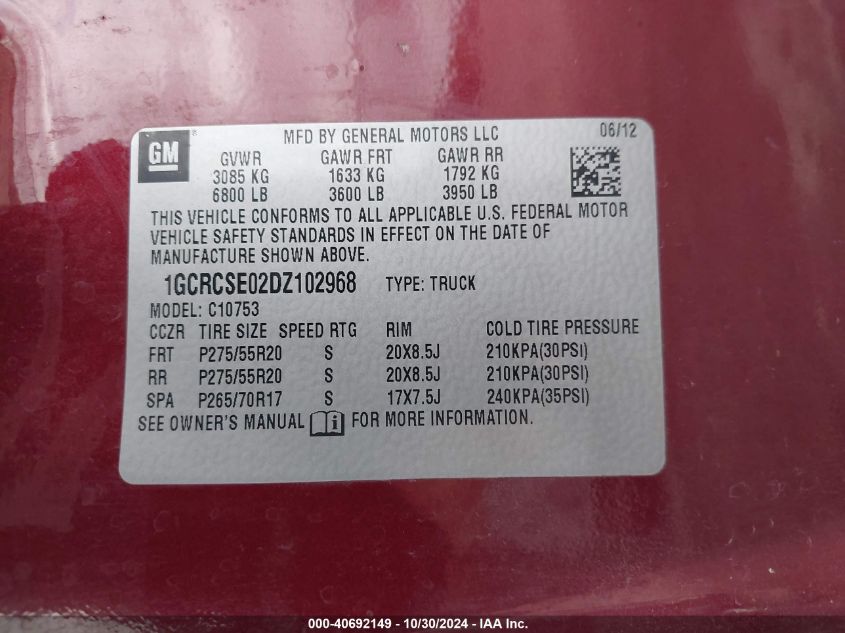 GM
MFD BY GENERAL MOTORS LLC 06/12
GVWR GAWR FRT GAWR RR
3085 KG 1633 KG 1792 KG
6800 LB 3600 LB 3950 LB
THIS VEHICLE CONFORMS TO ALL APPLICABLE U.S. FEDERAL MOTOR
VEHICLE SAFETY STANDARDS IN EFFECT ON THE DATE OF
MANUFACTURE SHOWN ABOVE.
1GCRCSE02DZ102968 TYPE: TRUCK
MODEL: C10753
CCZR TIRE SIZE SPEED RTG RIM COLD TIRE PRESSURE
FRT P275/55R20 S 20X8.5J 210KPA(30PSI)
RR P275/55R20 S 20X8.5J 210KPA(30PSI)
SPA P265/70R17 S 17X7.5J 240KPA(35PSI)
SEE OWNER'S MANUAL i FOR MORE INFORMATION.
000-40692149 - 10/30/2024 - IAA Inc.